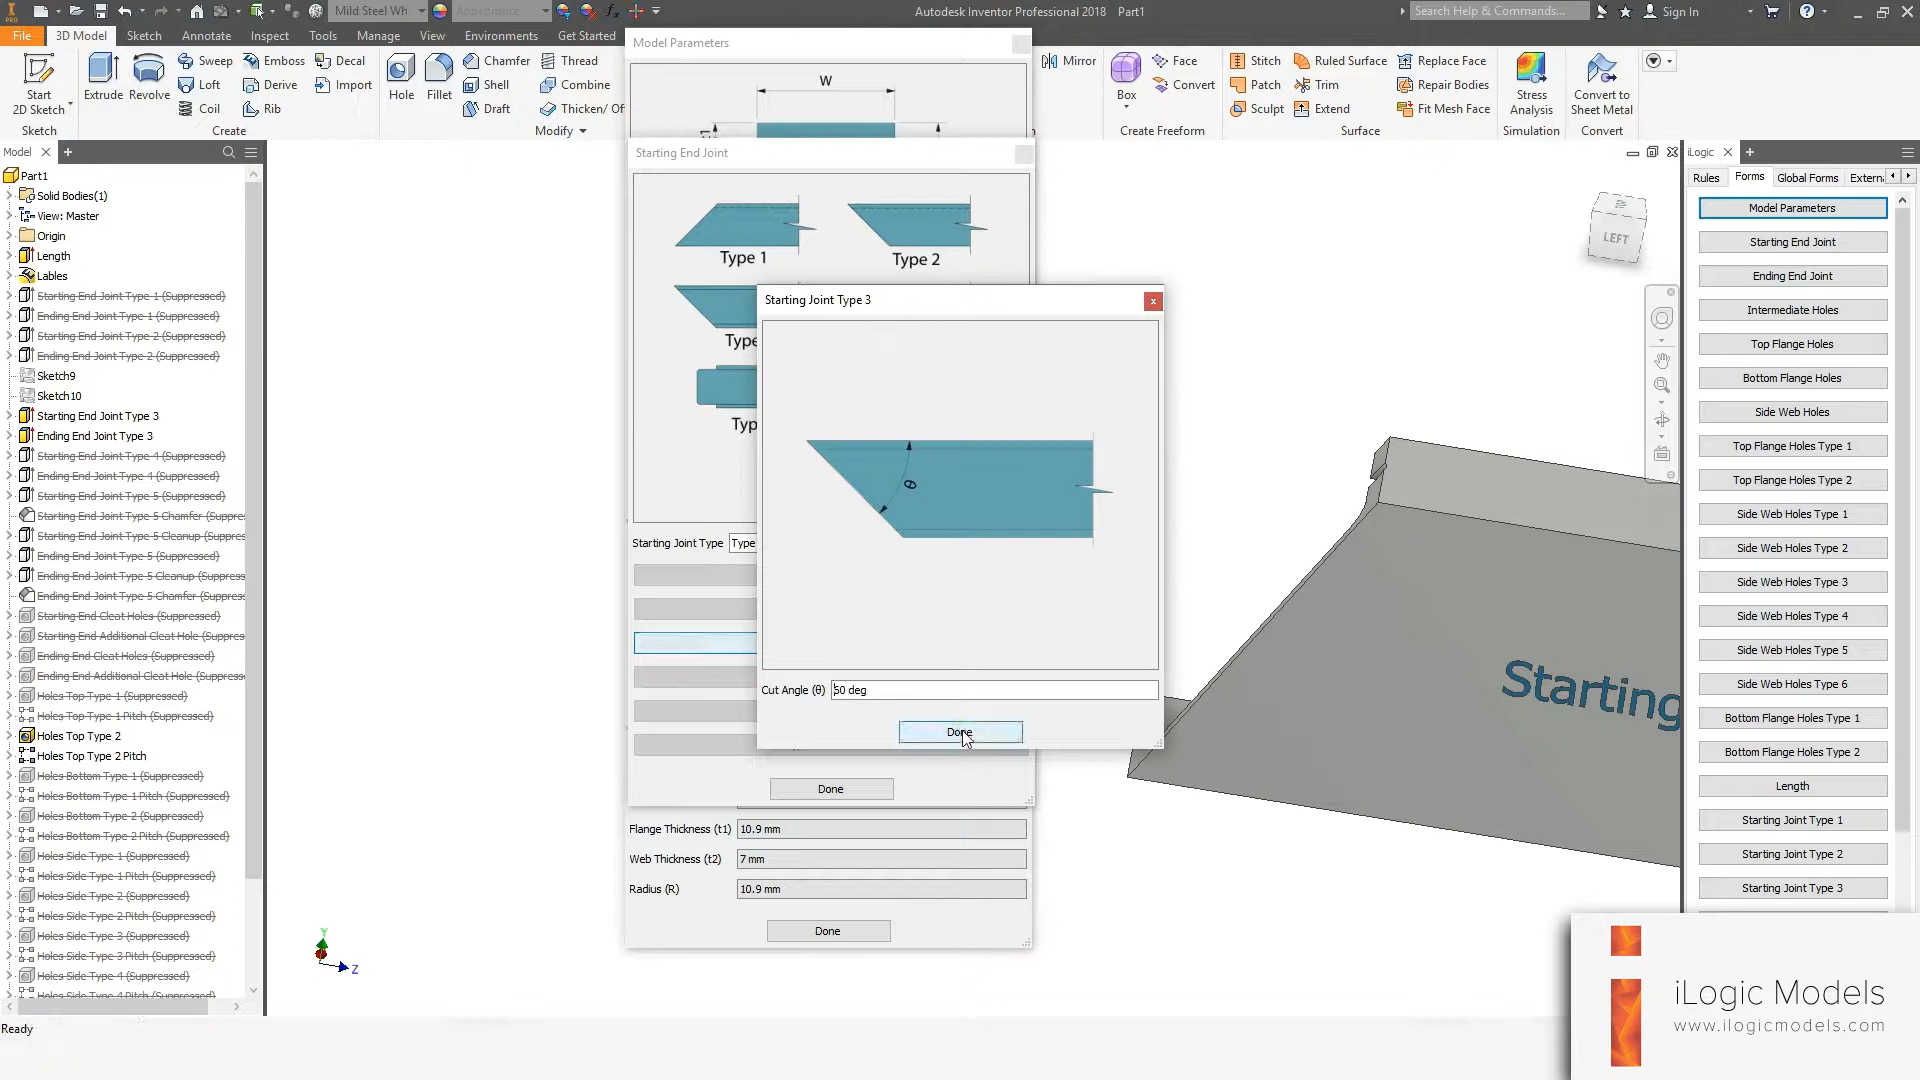 Mild Steel Wh
Appearance
Autodesk Inventor Professional 2018 Part1
Search Help & Commands...
Sign In
PRO
File
3D Model
Sketch
Annotate
Inspect
Tools
Manage
View
Environments
Get Started
Start
2D Sketch
Sketch
Extrude
Revolve
Sweep
Loft
Coil
Emboss
Derive
Rib
Decal
Import
Create
Hole
Fillet
Chamfer
Shell
Draft
Thread
Combine
Thicken/ Of
Modify
Mirror
Box
Face
Convert
Create Freeform
Stitch
Patch
Sculpt
Ruled Surface
Trim
Extend
Replace Face
Repair Bodies
Fit Mesh Face
Surface
Stress
Analysis
Simulation
Convert to
Sheet Metal
Convert
Model
Part1
Solid Bodies(1)
View: Master
Origin
Length
Lables
Starting End Joint Type 1 (Suppressed)
Ending End Joint Type 1 (Suppressed)
Starting End Joint Type 2 (Suppressed)
Ending End Joint Type 2 (Suppressed)
Sketch9
Sketch10
Starting End Joint Type 3
Ending End Joint Type 3
Starting End Joint Type 4 (Suppressed)
Ending End Joint Type 4 (Suppressed)
Starting End Joint Type 5 (Suppressed)
Starting End Joint Type 5 Chamfer (Suppre
Starting End Joint Type 5 Cleanup (Suppres
Ending End Joint Type 5 (Suppressed)
Ending End Joint Type 5 Cleanup (Suppress
Ending End Joint Type 5 Chamfer (Suppres
Starting End Cleat Holes (Suppressed)
Starting End Additional Cleat Hole (Suppres
Ending End Cleat Holes (Suppressed)
Ending End Additional Cleat Hole (Suppress
Holes Top Type 1 (Suppressed)
Holes Top Type 1 Pitch (Suppressed)
Holes Top Type 2
Holes Top Type 2 Pitch
Holes Bottom Type 1 (Suppressed)
Holes Bottom Type 1 Pitch (Suppressed)
Holes Bottom Type 2 (Suppressed)
Holes Bottom Type 2 Pitch (Suppressed)
Holes Side Type 1 (Suppressed)
Holes Side Type 1 Pitch (Suppressed)
Holes Side Type 2 (Suppressed)
Holes Side Type 2 Pitch (Suppressed)
Holes Side Type 3 (Suppressed)
Holes Side Type 3 Pitch (Suppressed)
Holes Side Type 4 (Suppressed)
Holes Side Type 4 Pitch (Suppressed)
Ready
Y
Z
Model Parameters
W
Starting End Joint
Type 1
Type 2
Type
Typ
Starting Joint Type
Type
Done
Flange Thickness (t1)
10.9 mm
Web Thickness (t2)
7 mm
Radius (R)
10.9 mm
Done
Starting Joint Type 3
x
θ
Cut Angle (θ)
60 deg
Done
LEFT
Starting
iLogic
Rules
Forms
Global Forms
Extern
Model Parameters
Starting End Joint
Ending End Joint
Intermediate Holes
Top Flange Holes
Bottom Flange Holes
Side Web Holes
Top Flange Holes Type 1
Top Flange Holes Type 2
Side Web Holes Type 1
Side Web Holes Type 2
Side Web Holes Type 3
Side Web Holes Type 4
Side Web Holes Type 5
Side Web Holes Type 6
Bottom Flange Holes Type 1
Bottom Flange Holes Type 2
Length
Starting Joint Type 1
Starting Joint Type 2
Starting Joint Type 3
iLogic Models
www.ilogicmodels.com